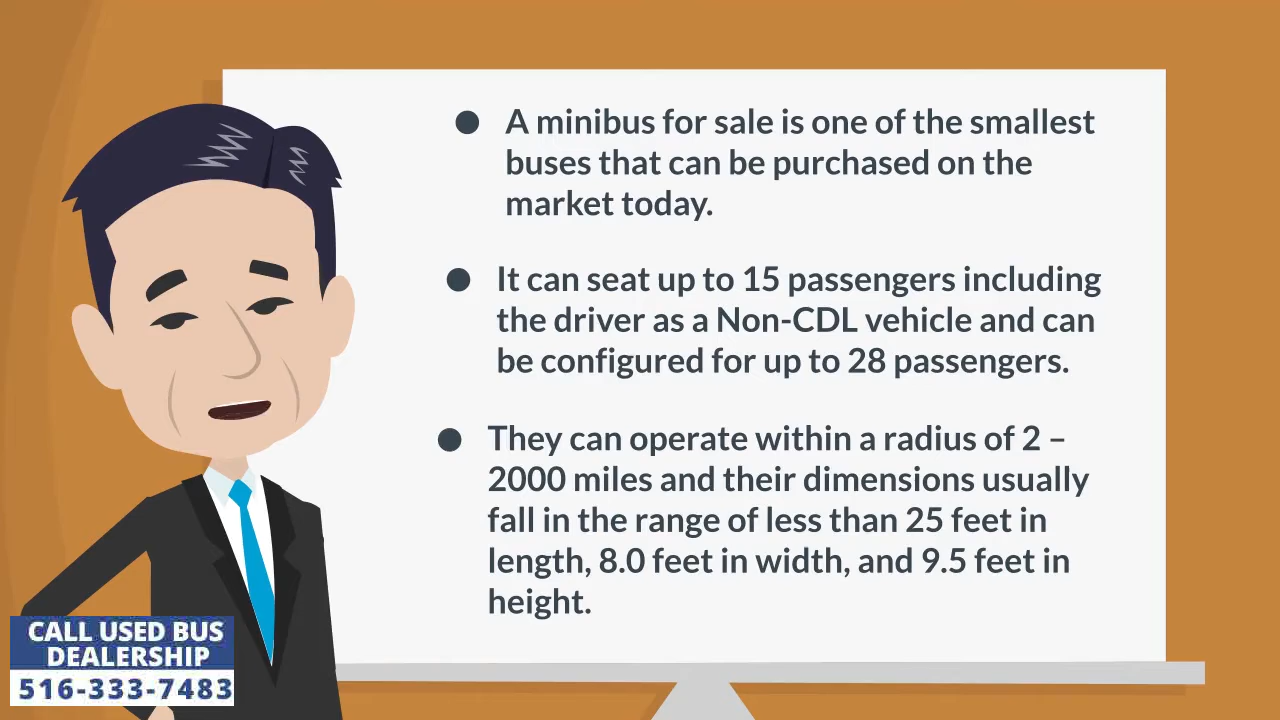 A minibus for sale is one of the smallest
buses that can be purchased on the
market today.
It can seat up to 15 passengers including
the driver as a Non-CDL vehicle and can
be configured for up to 28 passengers.
They can operate within a radius of 2 –
2000 miles and their dimensions usually
fall in the range of less than 25 feet in
length, 8.0 feet in width, and 9.5 feet in
height.
CALL USED BUS
DEALERSHIP
516-333-7483